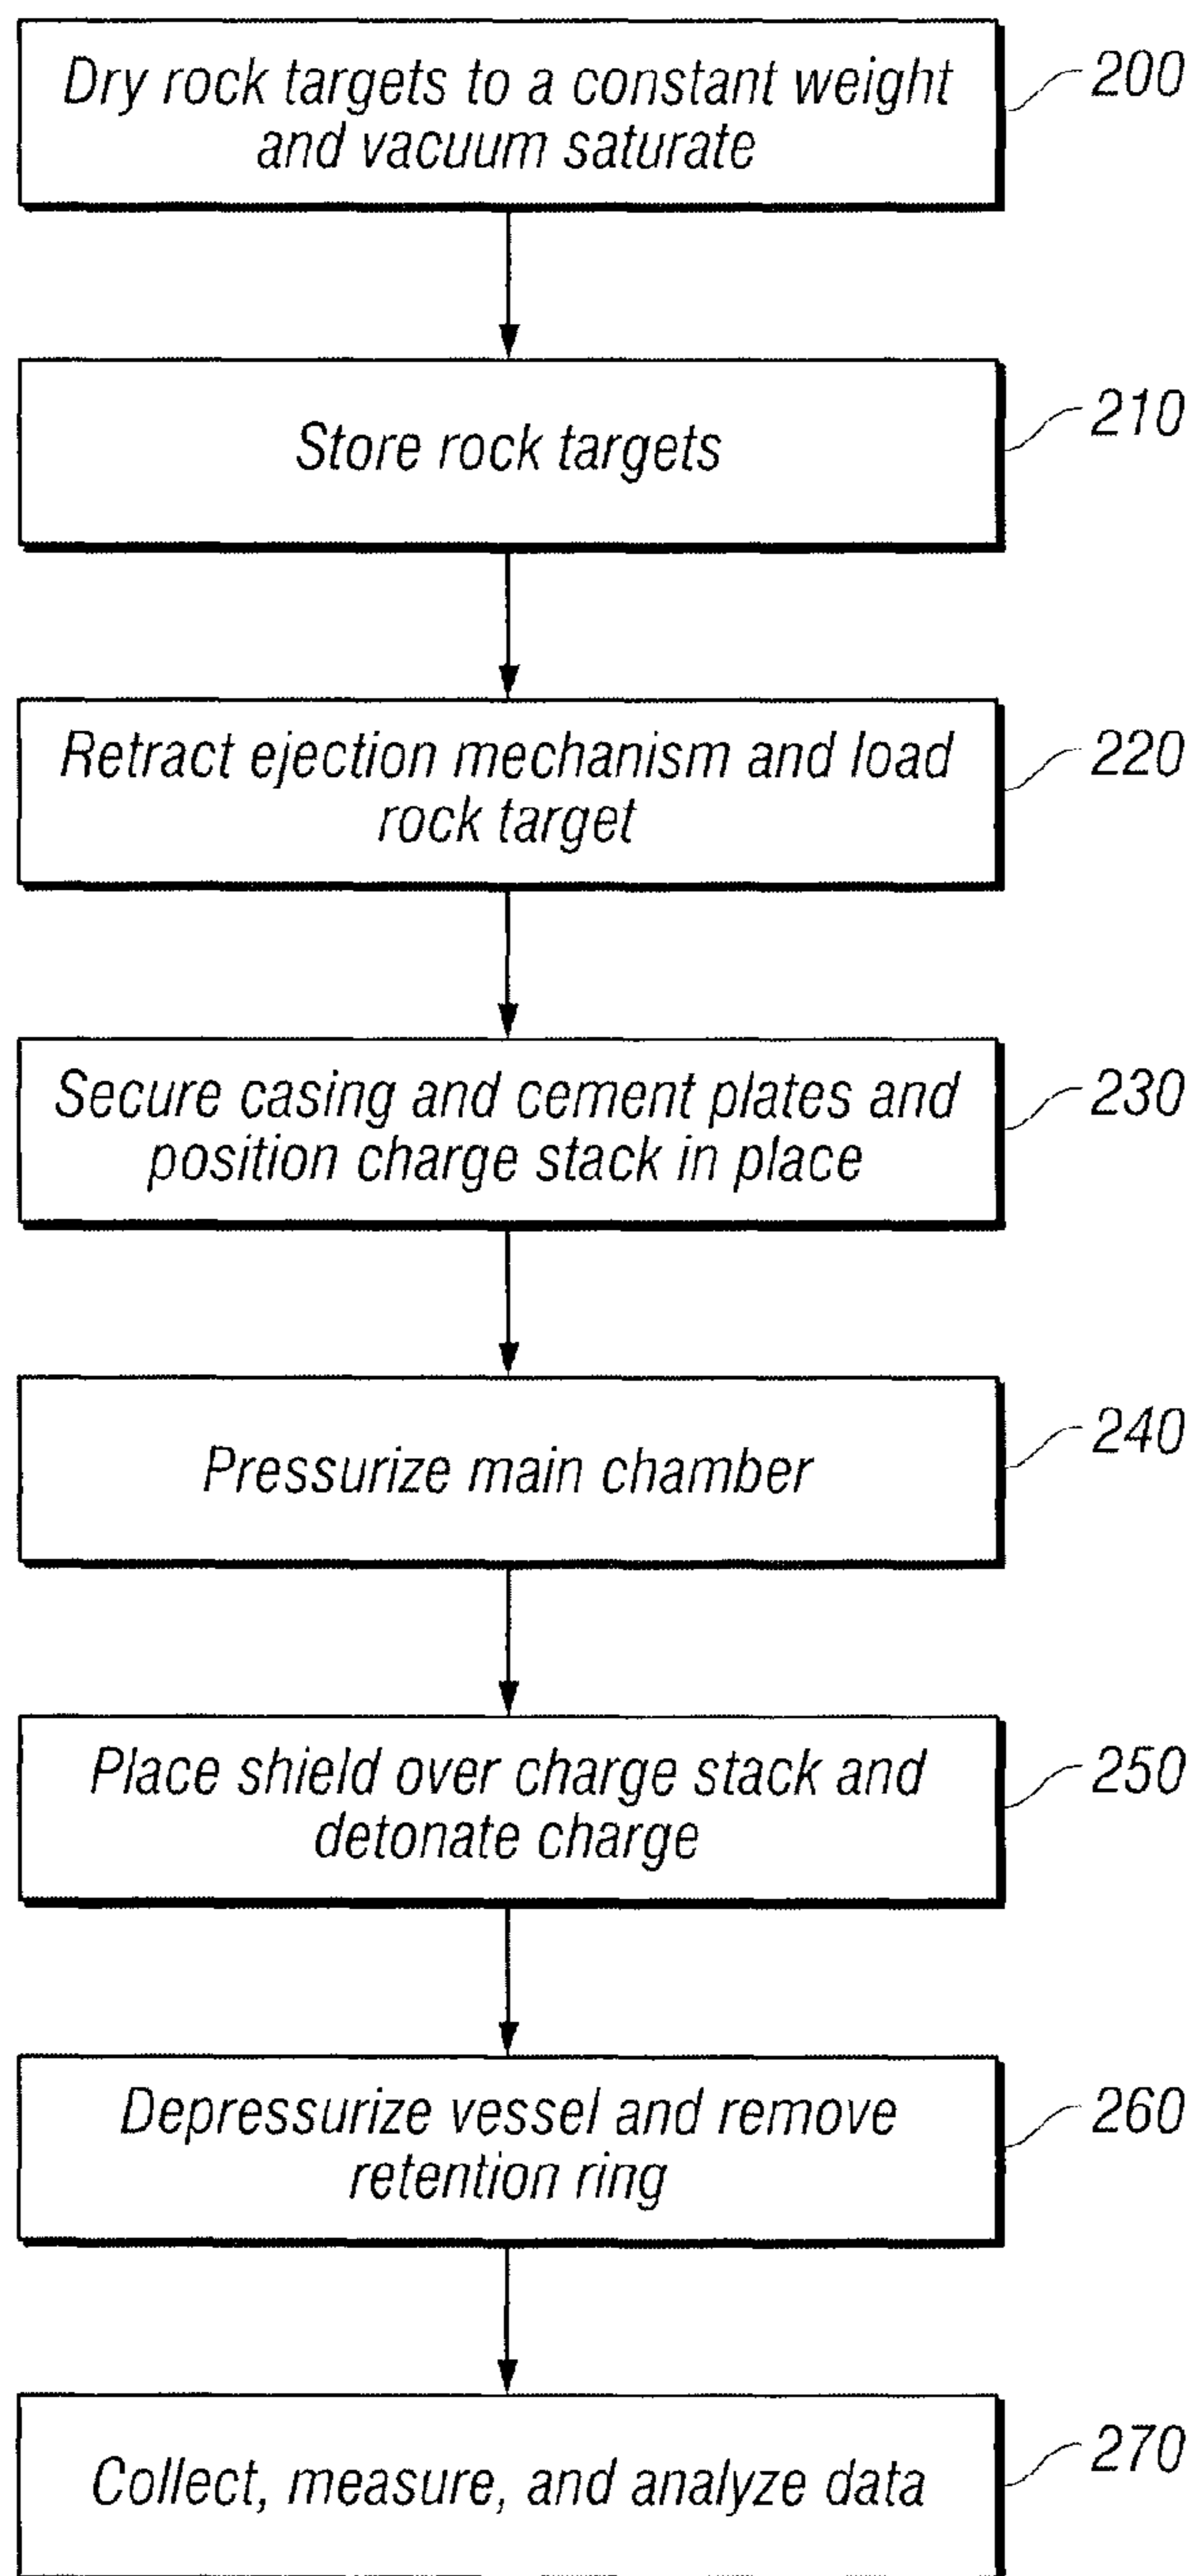 Dry rock targets to a constant weight
and vacuum saturate
200
Store rock targets
210
Retract ejection mechanism and load
rock target
220
Secure casing and cement plates and
position charge stack in place
230
Pressurize main chamber
240
Place shield over charge stack and
detonate charge
250
Depressurize vessel and remove
retention ring
260
Collect, measure, and analyze data
270